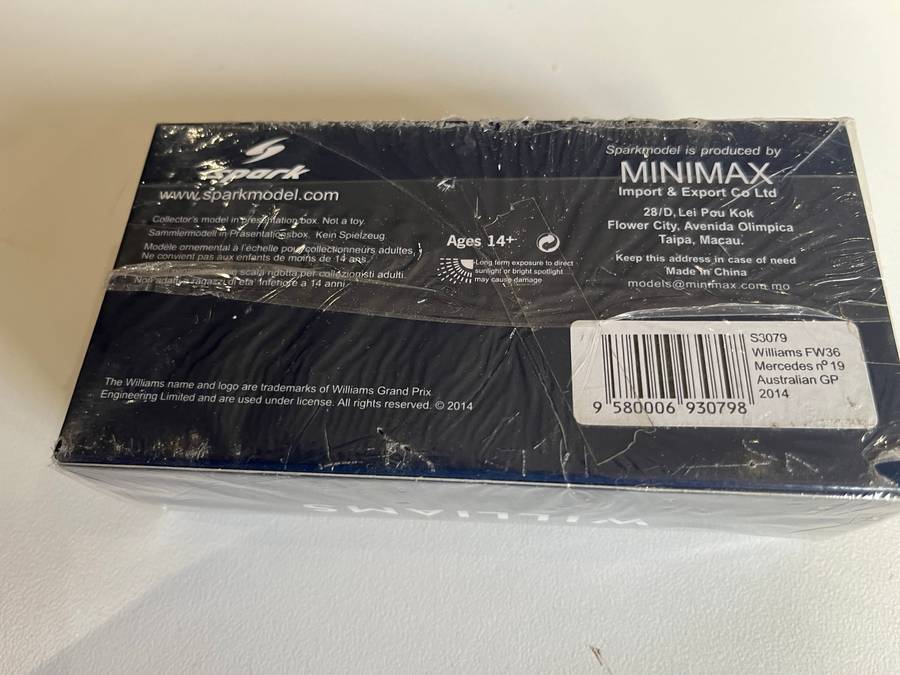 Spark
www.sparkmodel.com
Collector's model in presentation box. Not a toy.
Sammlermodell in Präsentationsbox. Kein Spielzeug.
Modèle ornemental à l'échelle pour collectionneurs adultes,
Ne convient pas aux enfants de moins de 14 ans.
scala ridotta per collezionisti adulti.
Non adatto a ragazzi di eta' inferiore a 14 anni
Ages 14+
Long term exposure to direct
sunlight or bright spotlight
may cause damage
Sparkmodel is produced by
MINIMAX
Import & Export Co Ltd
28/D, Lei Pou Kok
Flower City, Avenida Olimpica
Taipa, Macau.
Keep this address in case of need
Made in China
models@minimax.com.mo
The Williams name and logo are trademarks of Williams Grand Prix
Engineering Limited and are used under license. All rights reserved. © 2014
S3079
Williams FW36
Mercedes nº 19
Australian GP
2014
9 580006 930798
WILLIAMS